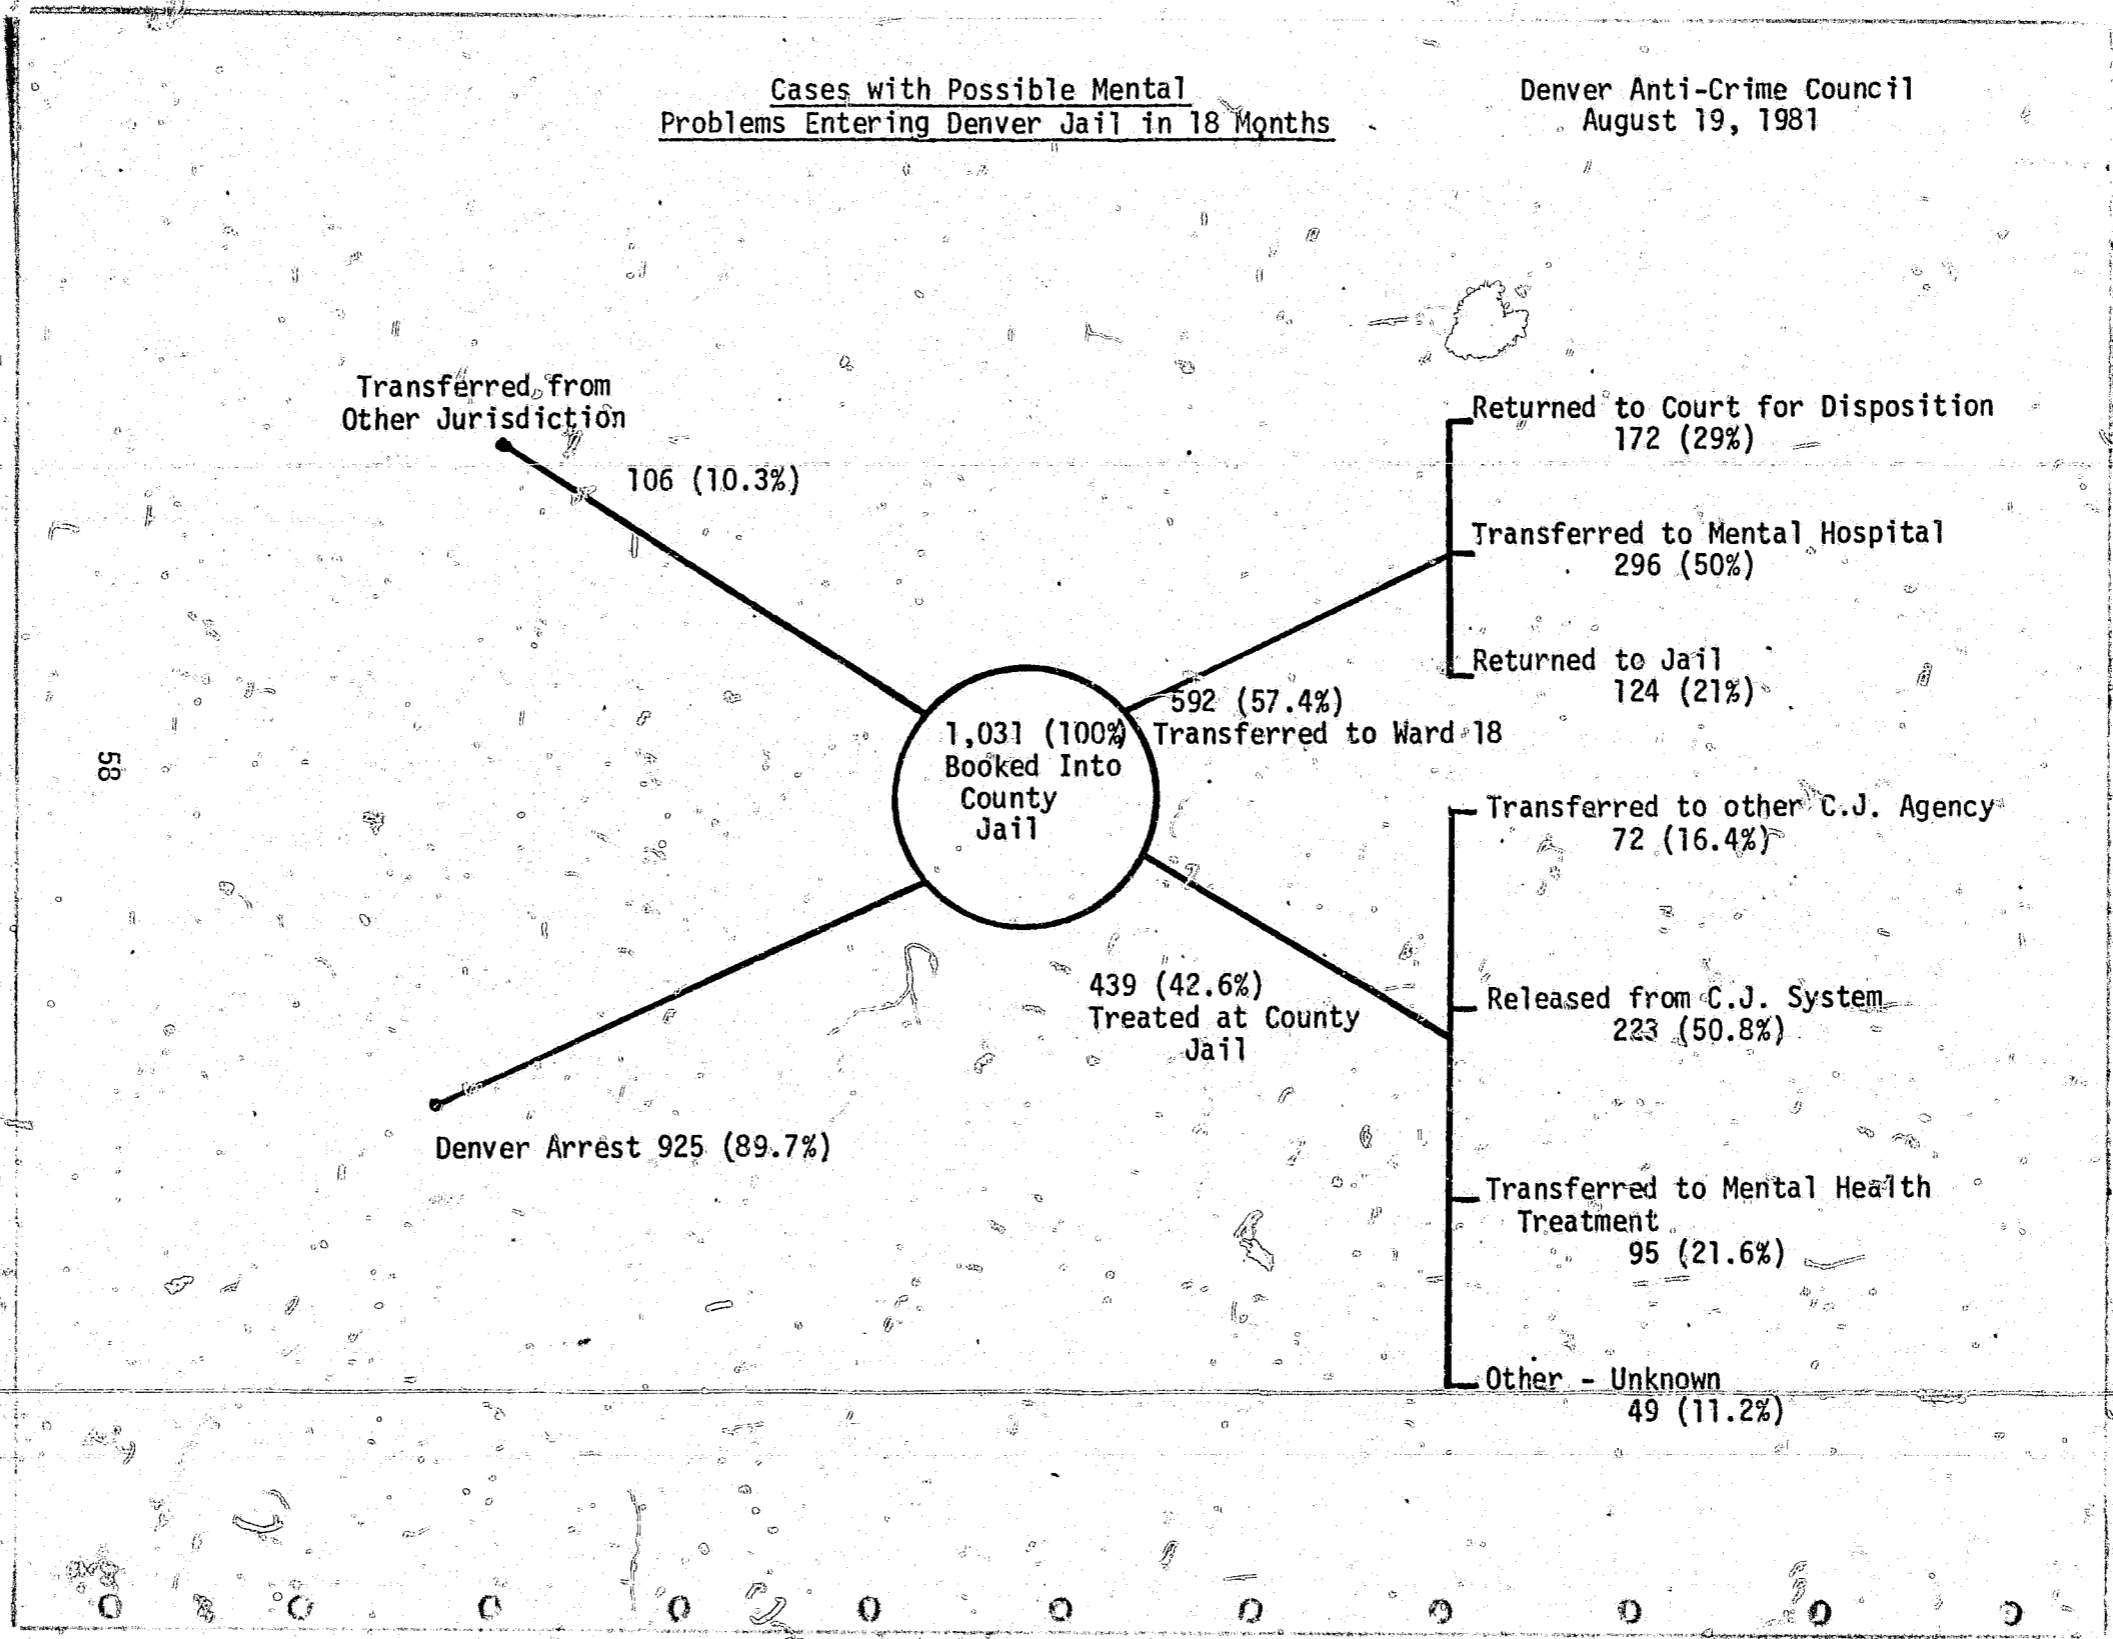 Cases with Possible Mental
Problems Entering Denver Jail in 18 Months
Denver Anti-Crime Council
August 19, 1981
Transferred from
Other Jurisdiction
106 (10.3%)
Returned to Court for Disposition
172 (29%)
Transferred to Mental Hospital
296 (50%)
Returned to Jail
124 (21%)
592 (57.4%)
Transferred to Ward 18
1,031 (100%)
Booked Into
County
Jail
58
Transferred to other C.J. Agency
72 (16.4%)
439 (42.6%)
Treated at County
Jail
Released from C.J. System
223 (50.8%)
Denver Arrest 925 (89.7%)
Transferred to Mental Health
Treatment
95 (21.6%)
Other - Unknown
49 (11.2%)